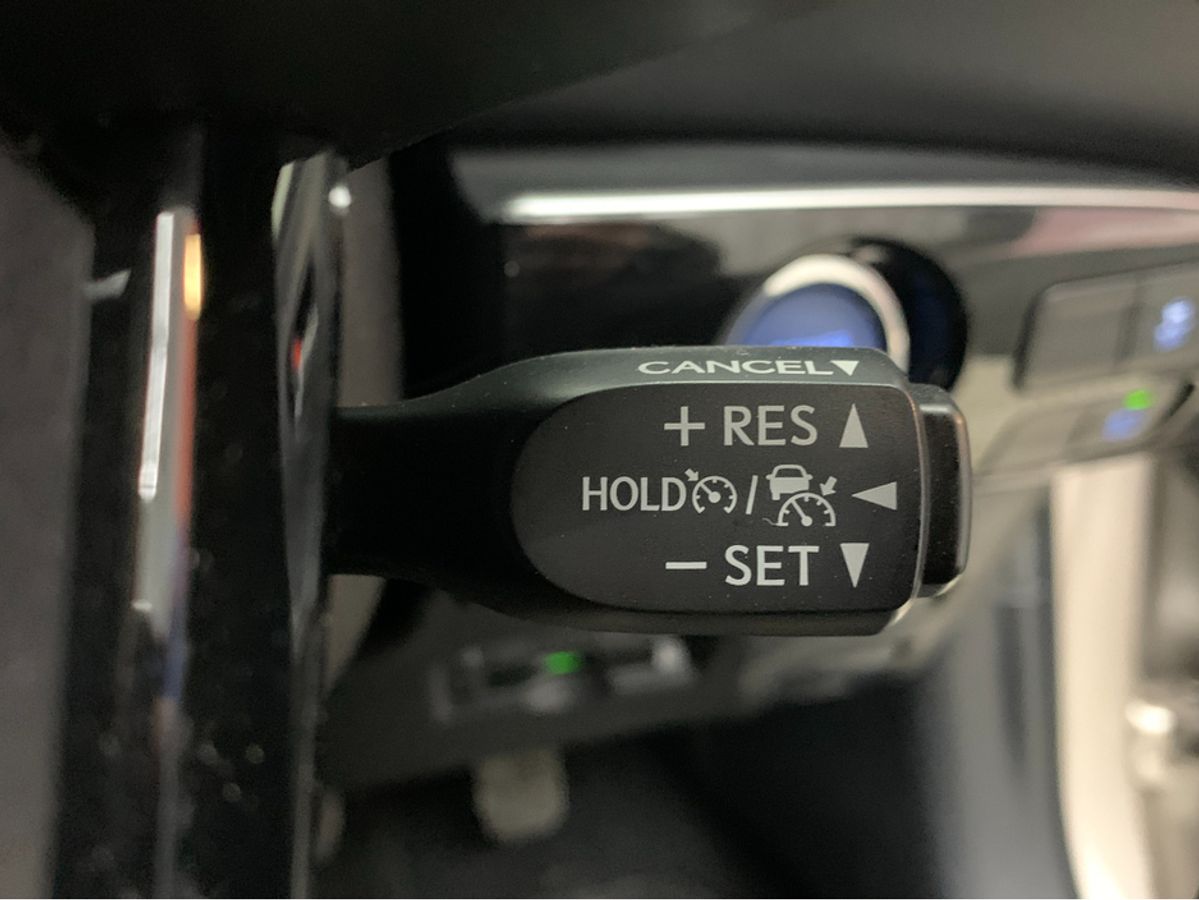 CANCEL▼
+ RES ▲
HOLD / ◀
− SET ▼